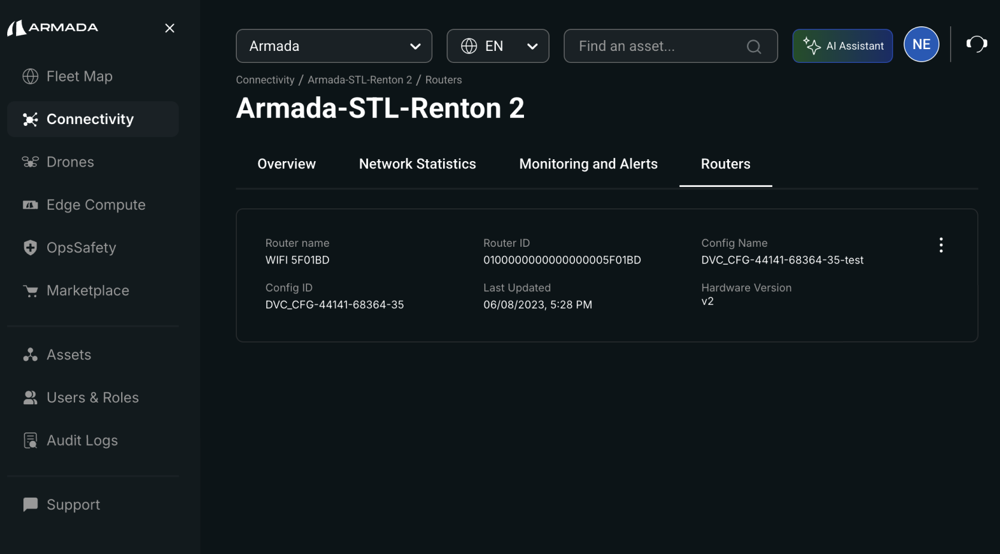 ARMADA
Fleet Map
Connectivity
Drones
Edge Compute
OpsSafety
Marketplace
Assets
Users & Roles
Audit Logs
Support
Armada
EN
Find an asset...
AI Assistant
NE
Connectivity / Armada-STL-Renton 2 / Routers
Armada-STL-Renton 2
Overview
Network Statistics
Monitoring and Alerts
Routers
Router name
WIFI 5F01BD
Router ID
0100000000000000005F01BD
Config Name
DVC_CFG-44141-68364-35-test
Config ID
DVC_CFG-44141-68364-35
Last Updated
06/08/2023, 5:28 PM
Hardware Version
v2